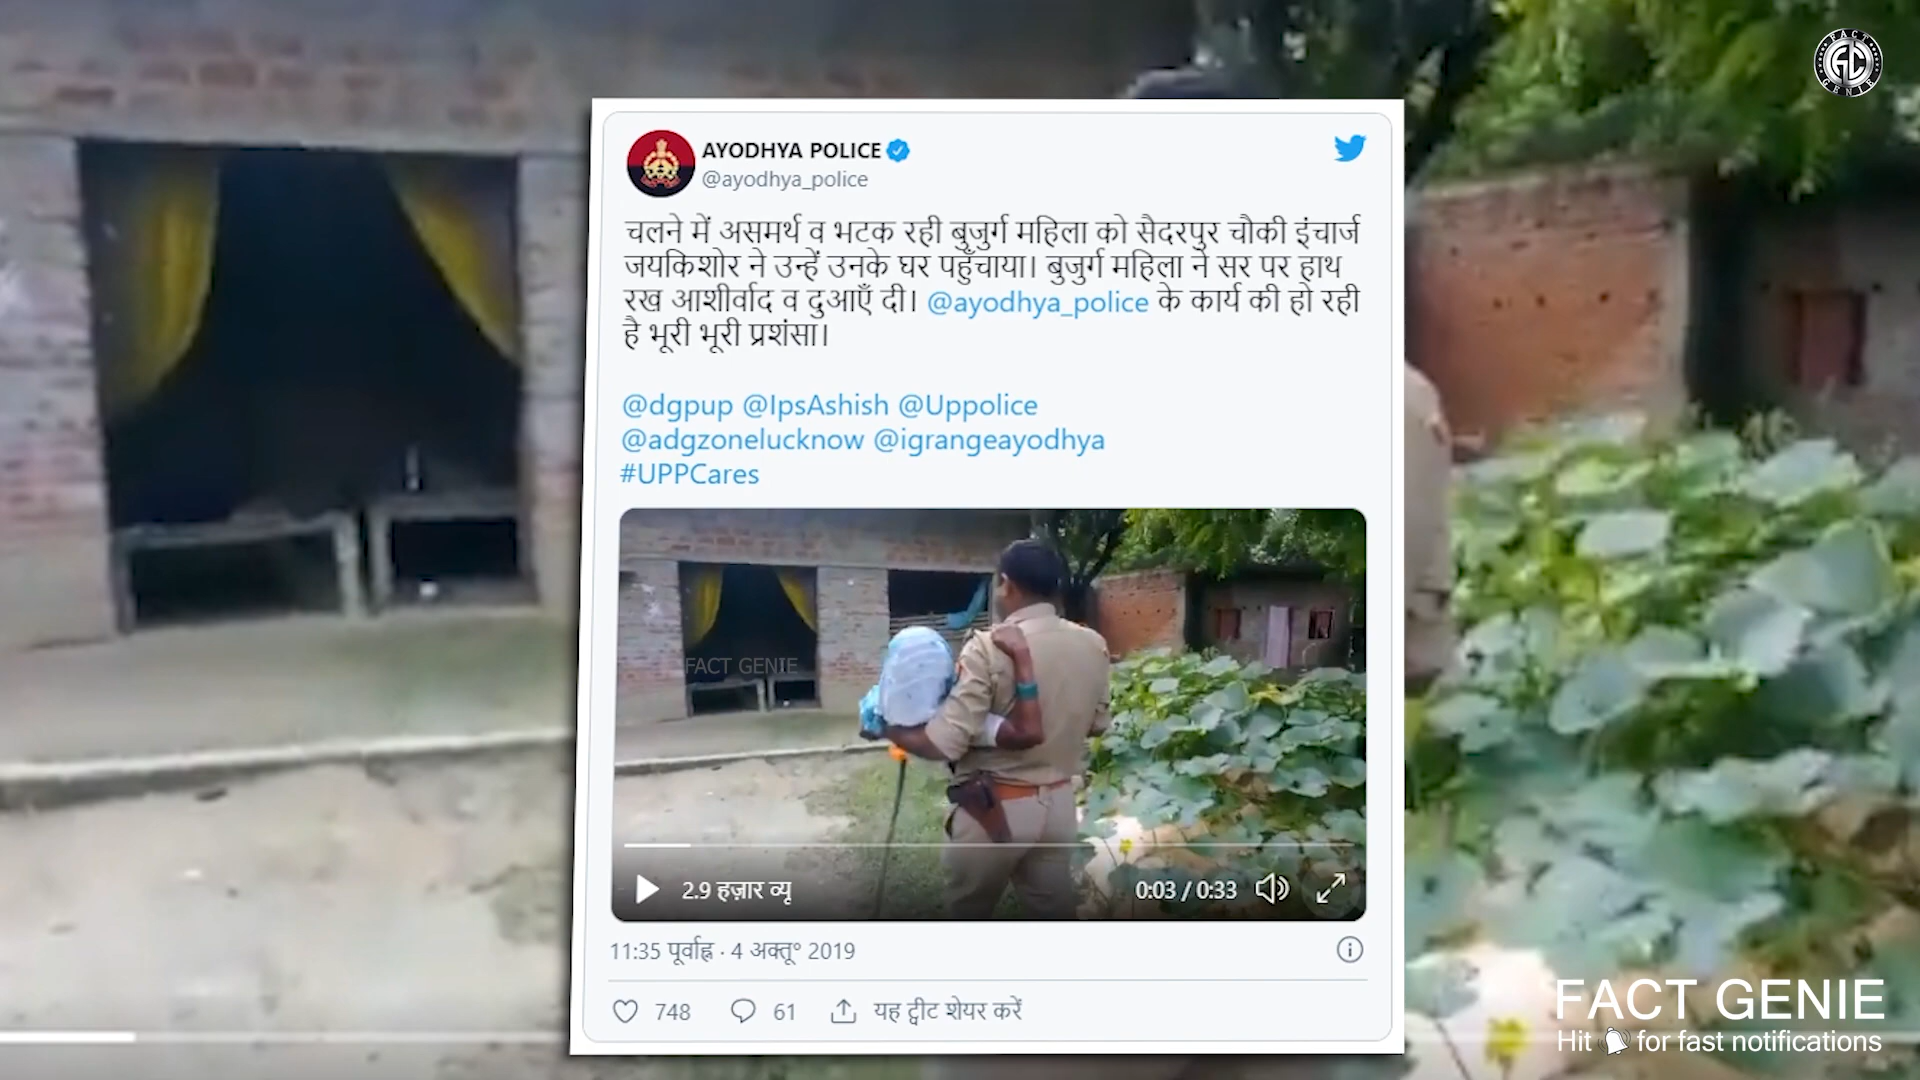 FACT GENIE
AYODHYA POLICE
@ayodhya_police
चलने में असमर्थ व भटक रही बुजुर्ग महिला को सैदरपुर चौकी इंचार्ज
जयकिशोर ने उन्हें उनके घर पहुँचाया। बुजुर्ग महिला ने सर पर हाथ
रख आशीर्वाद व दुआएँ दी। @ayodhya_police के कार्य की हो रही
है भूरी भूरी प्रशंसा।
@dgpup @IpsAshish @Uppolice
@adgzonelucknow @igrangeayodhya
#UPPCares
FACT GENIE
2.9 हज़ार व्यू
0:03 / 0:33
11:35 पूर्वाह्न · 4 अक्तू॰ 2019
748
61
यह ट्वीट शेयर करें
FACT GENIE
Hit for fast notifications